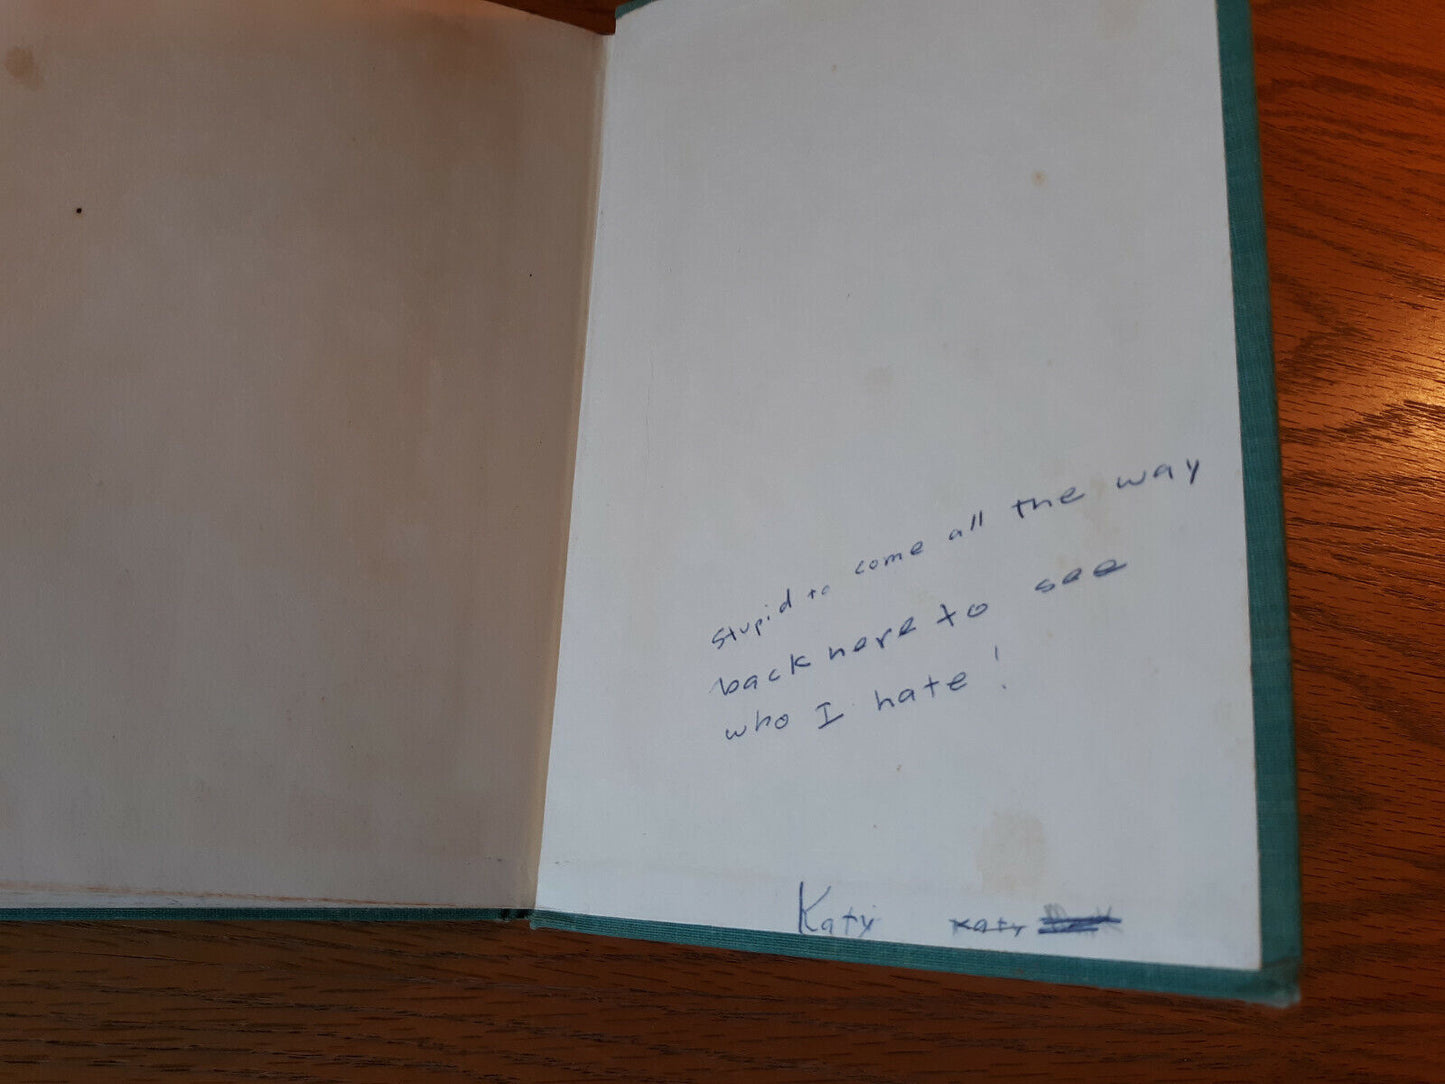 Stupid to come all the way
back here to see
who I hate!
Katy Katy